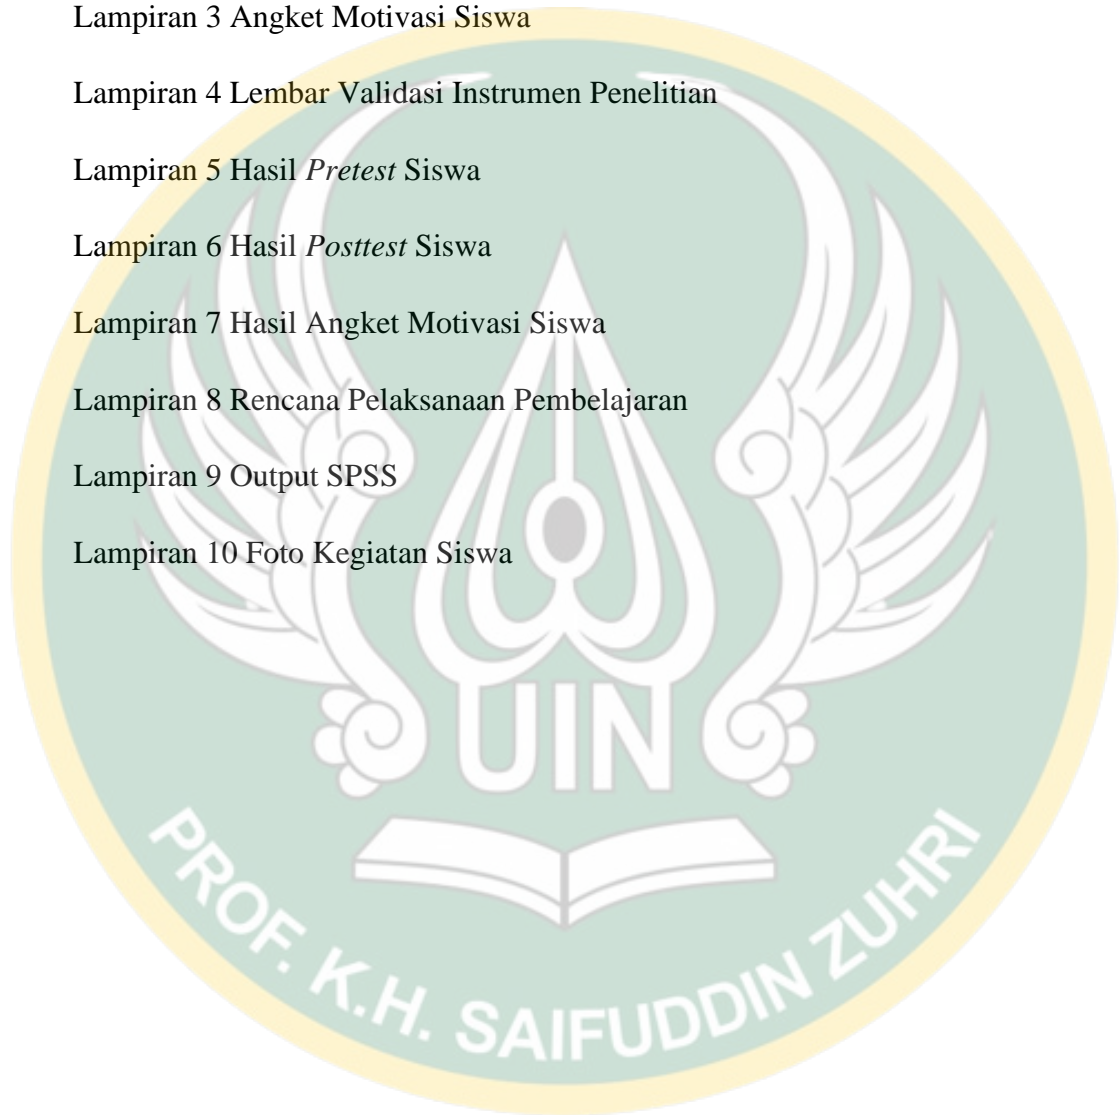 Lampiran 3 Angket Motivasi Siswa
Lampiran 4 Lembar Validasi Instrumen Penelitian
Lampiran 5 Hasil Pretest Siswa
Lampiran 6 Hasil Posttest Siswa
Lampiran 7 Hasil Angket Motivasi Siswa
Lampiran 8 Rencana Pelaksanaan Pembelajaran
Lampiran 9 Output SPSS
Lampiran 10 Foto Kegiatan Siswa
UIN
PROF. K.H. SAIFUDDIN ZUHRI